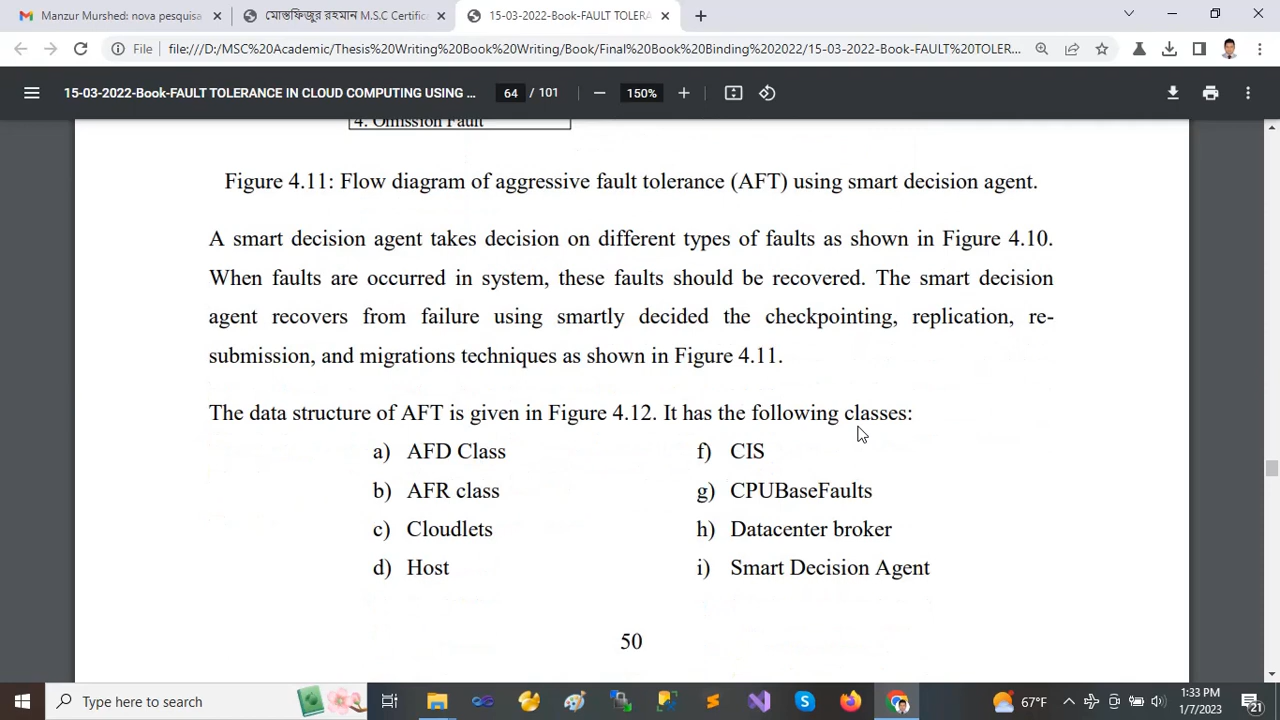 Manzur Murshed: nova pesquisa
মোস্তফিজুর রহমান M.S.C Certific
15-03-2022-Book-FAULT TOLERA
File file:///D:/MSC%20Academic/Thesis%20Writing%20Book%20Writing/Book/Final%20Book%20Binding%202022/15-03-2022-Book-FAULT%20TOLER...
15-03-2022-Book-FAULT TOLERANCE IN CLOUD COMPUTING USING ... 64 / 101 150%
4. Omission Fault
Figure 4.11: Flow diagram of aggressive fault tolerance (AFT) using smart decision agent.
A smart decision agent takes decision on different types of faults as shown in Figure 4.10.
When faults are occurred in system, these faults should be recovered. The smart decision
agent recovers from failure using smartly decided the checkpointing, replication, re-
submission, and migrations techniques as shown in Figure 4.11.
The data structure of AFT is given in Figure 4.12. It has the following classes:
a) AFD Class
b) AFR class
c) Cloudlets
d) Host
f) CIS
g) CPUBaseFaults
h) Datacenter broker
i) Smart Decision Agent
50
Type here to search
67°F
1:33 PM
1/7/2023
21